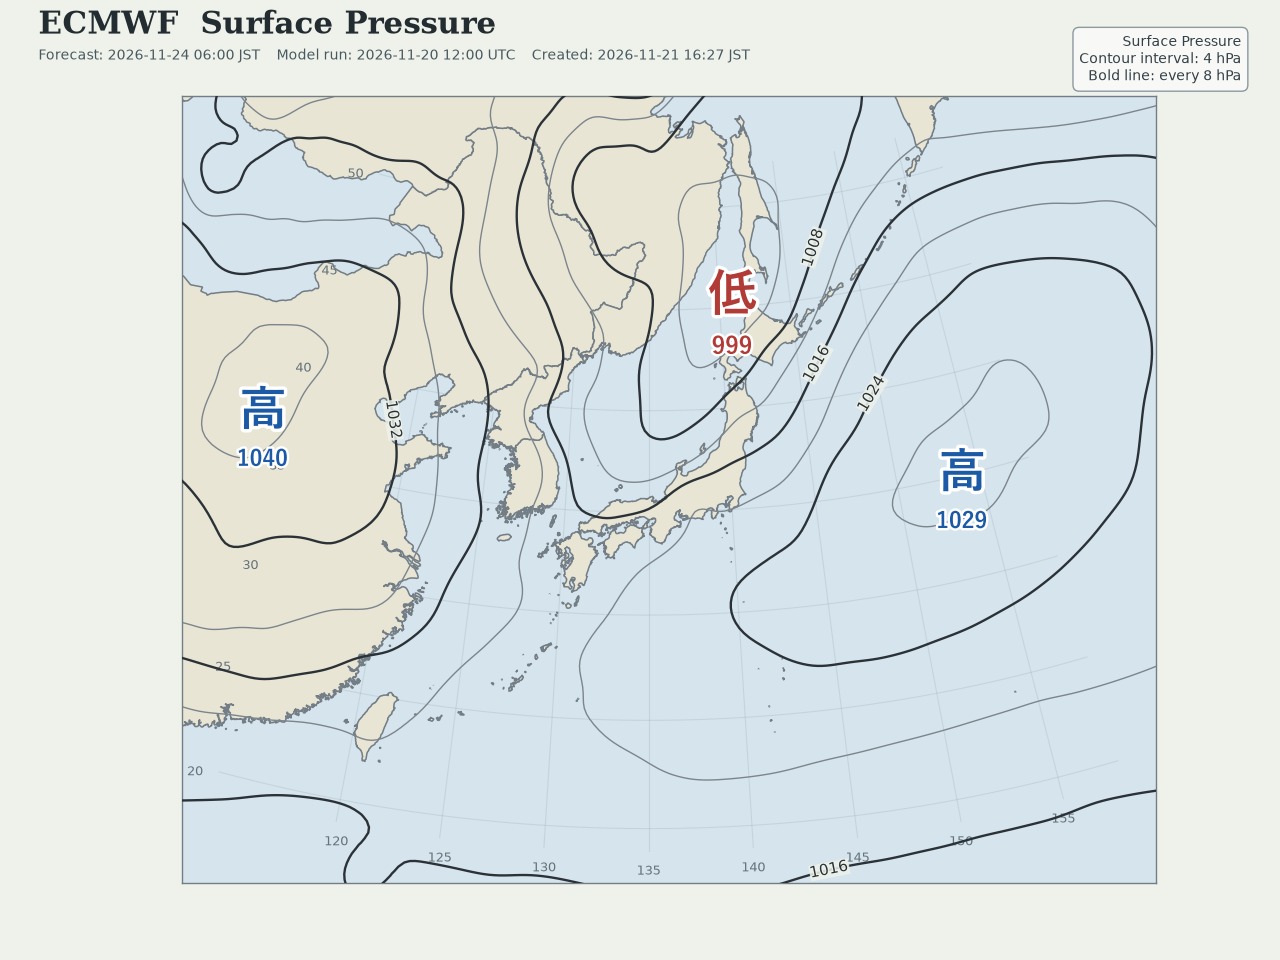 ECMWF  Surface Pressure
Forecast: 2026-11-24 06:00 JST    Model run: 2026-11-20 12:00 UTC    Created: 2026-11-21 16:27 JST
Surface Pressure
Contour interval: 4 hPa
Bold line: every 8 hPa
50
45
40
30
25
20
120
125
130
135
140
145
150
155
1008
1016
1024
1032
1016
低
999
高
1040
高
1029